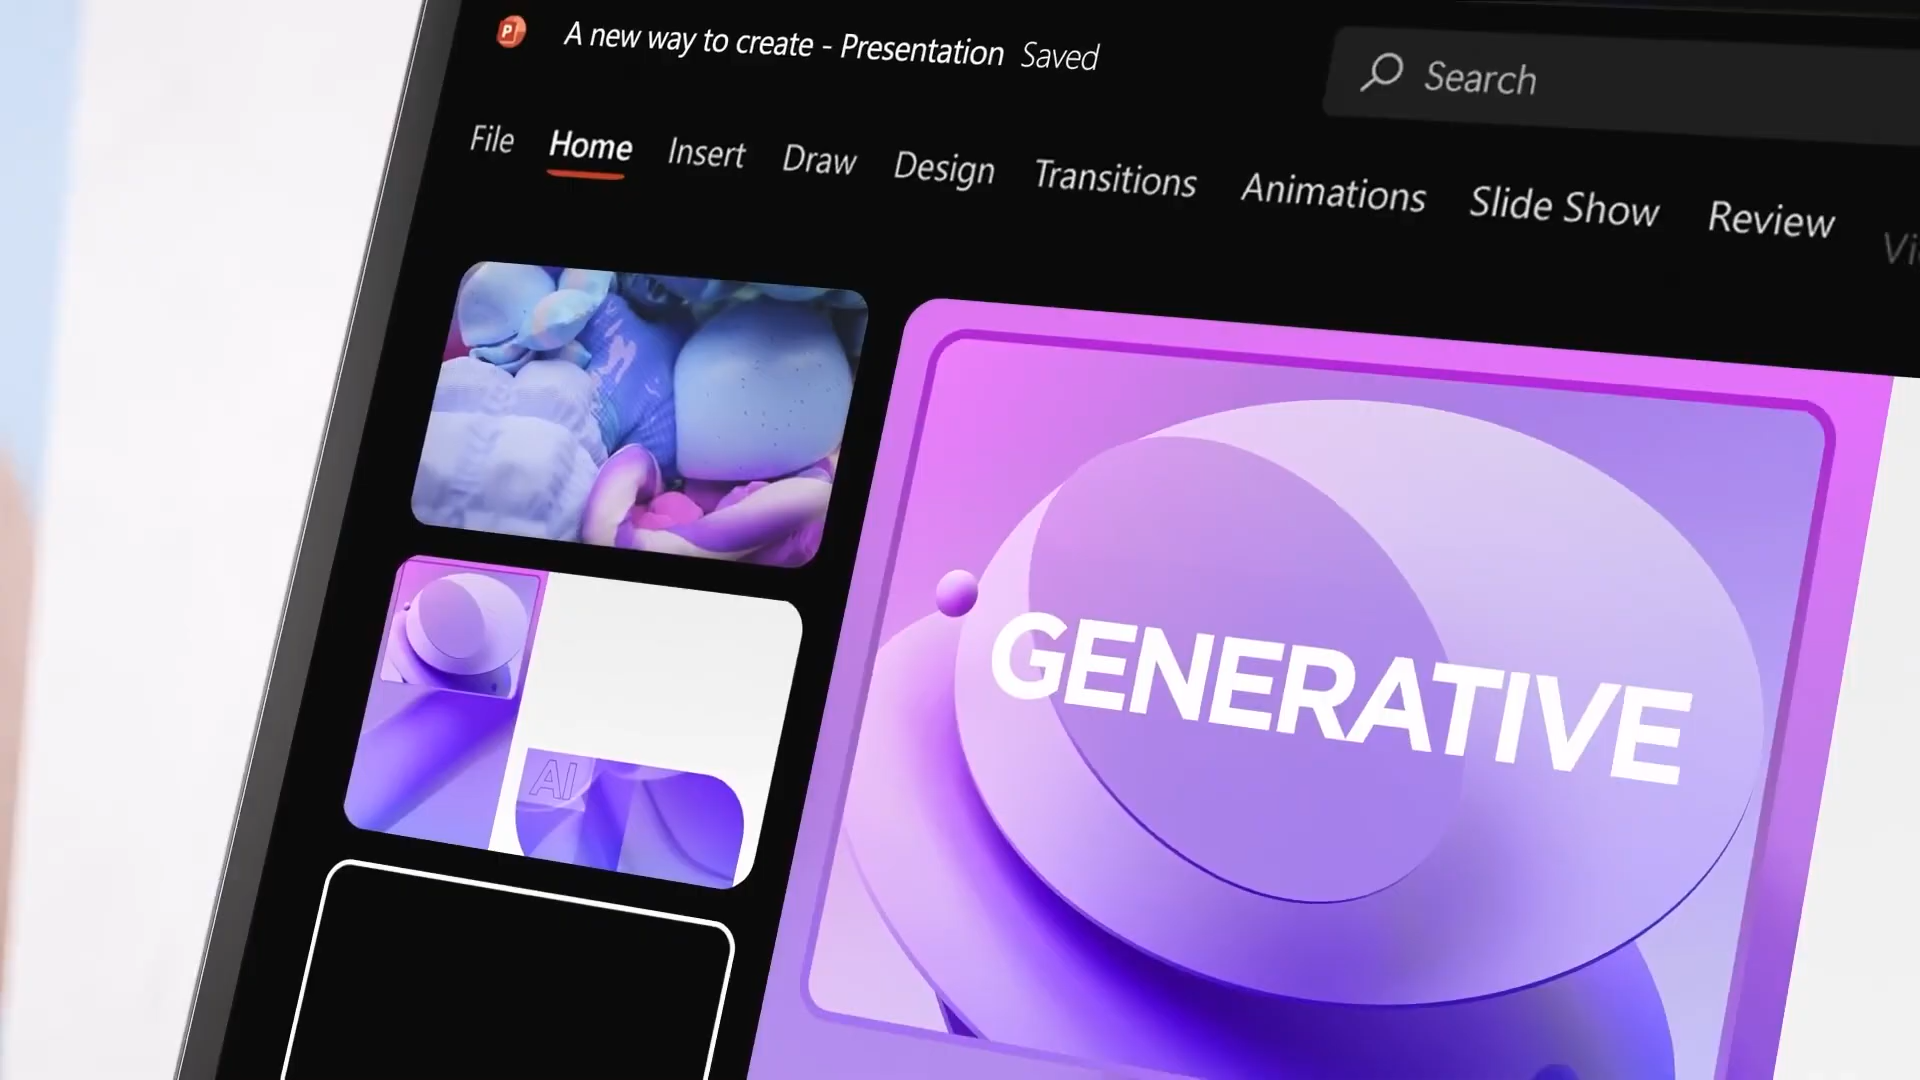 P
A new way to create - Presentation Saved
Search
File Home Insert Draw Design Transitions Animations Slide Show Review
GENERATIVE
AI